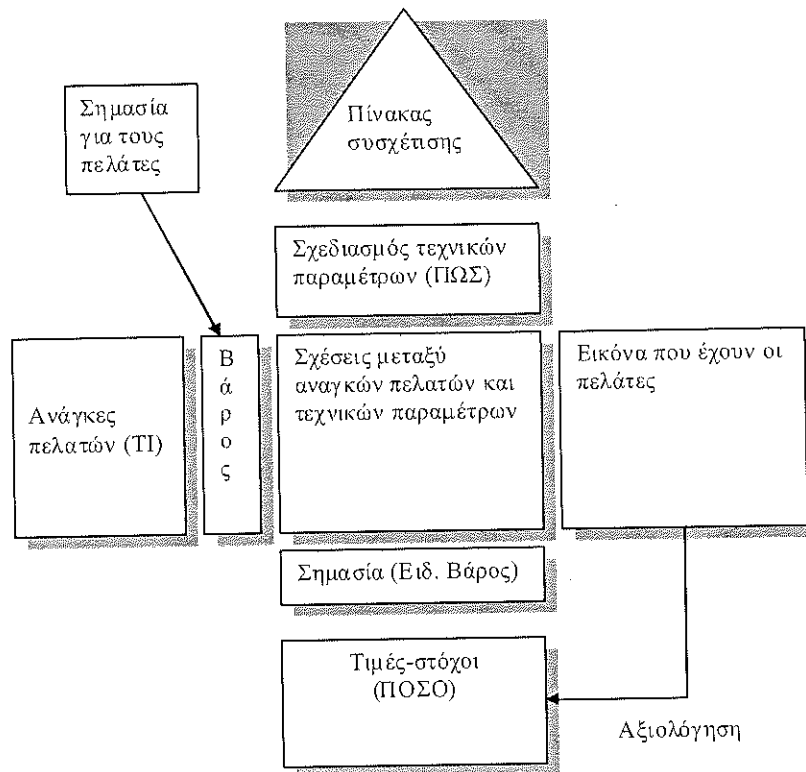 Σημασία
για τους
πελάτες
Πίνακας
συσχέτισης
Σχεδιασμός τεχνικών
παραμέτρων (ΠΩΣ)
Ανάγκες
πελατών (ΤΙ)
Β
ά
ρ
ο
ς
Σχέσεις μεταξύ
αναγκών πελατών και
τεχνικών παραμέτρων
Εικόνα που έχουν οι
πελάτες
Σημασία (Ειδ. Βάρος)
Τιμές-στόχοι
(ΠΟΣΟ)
Αξιολόγηση